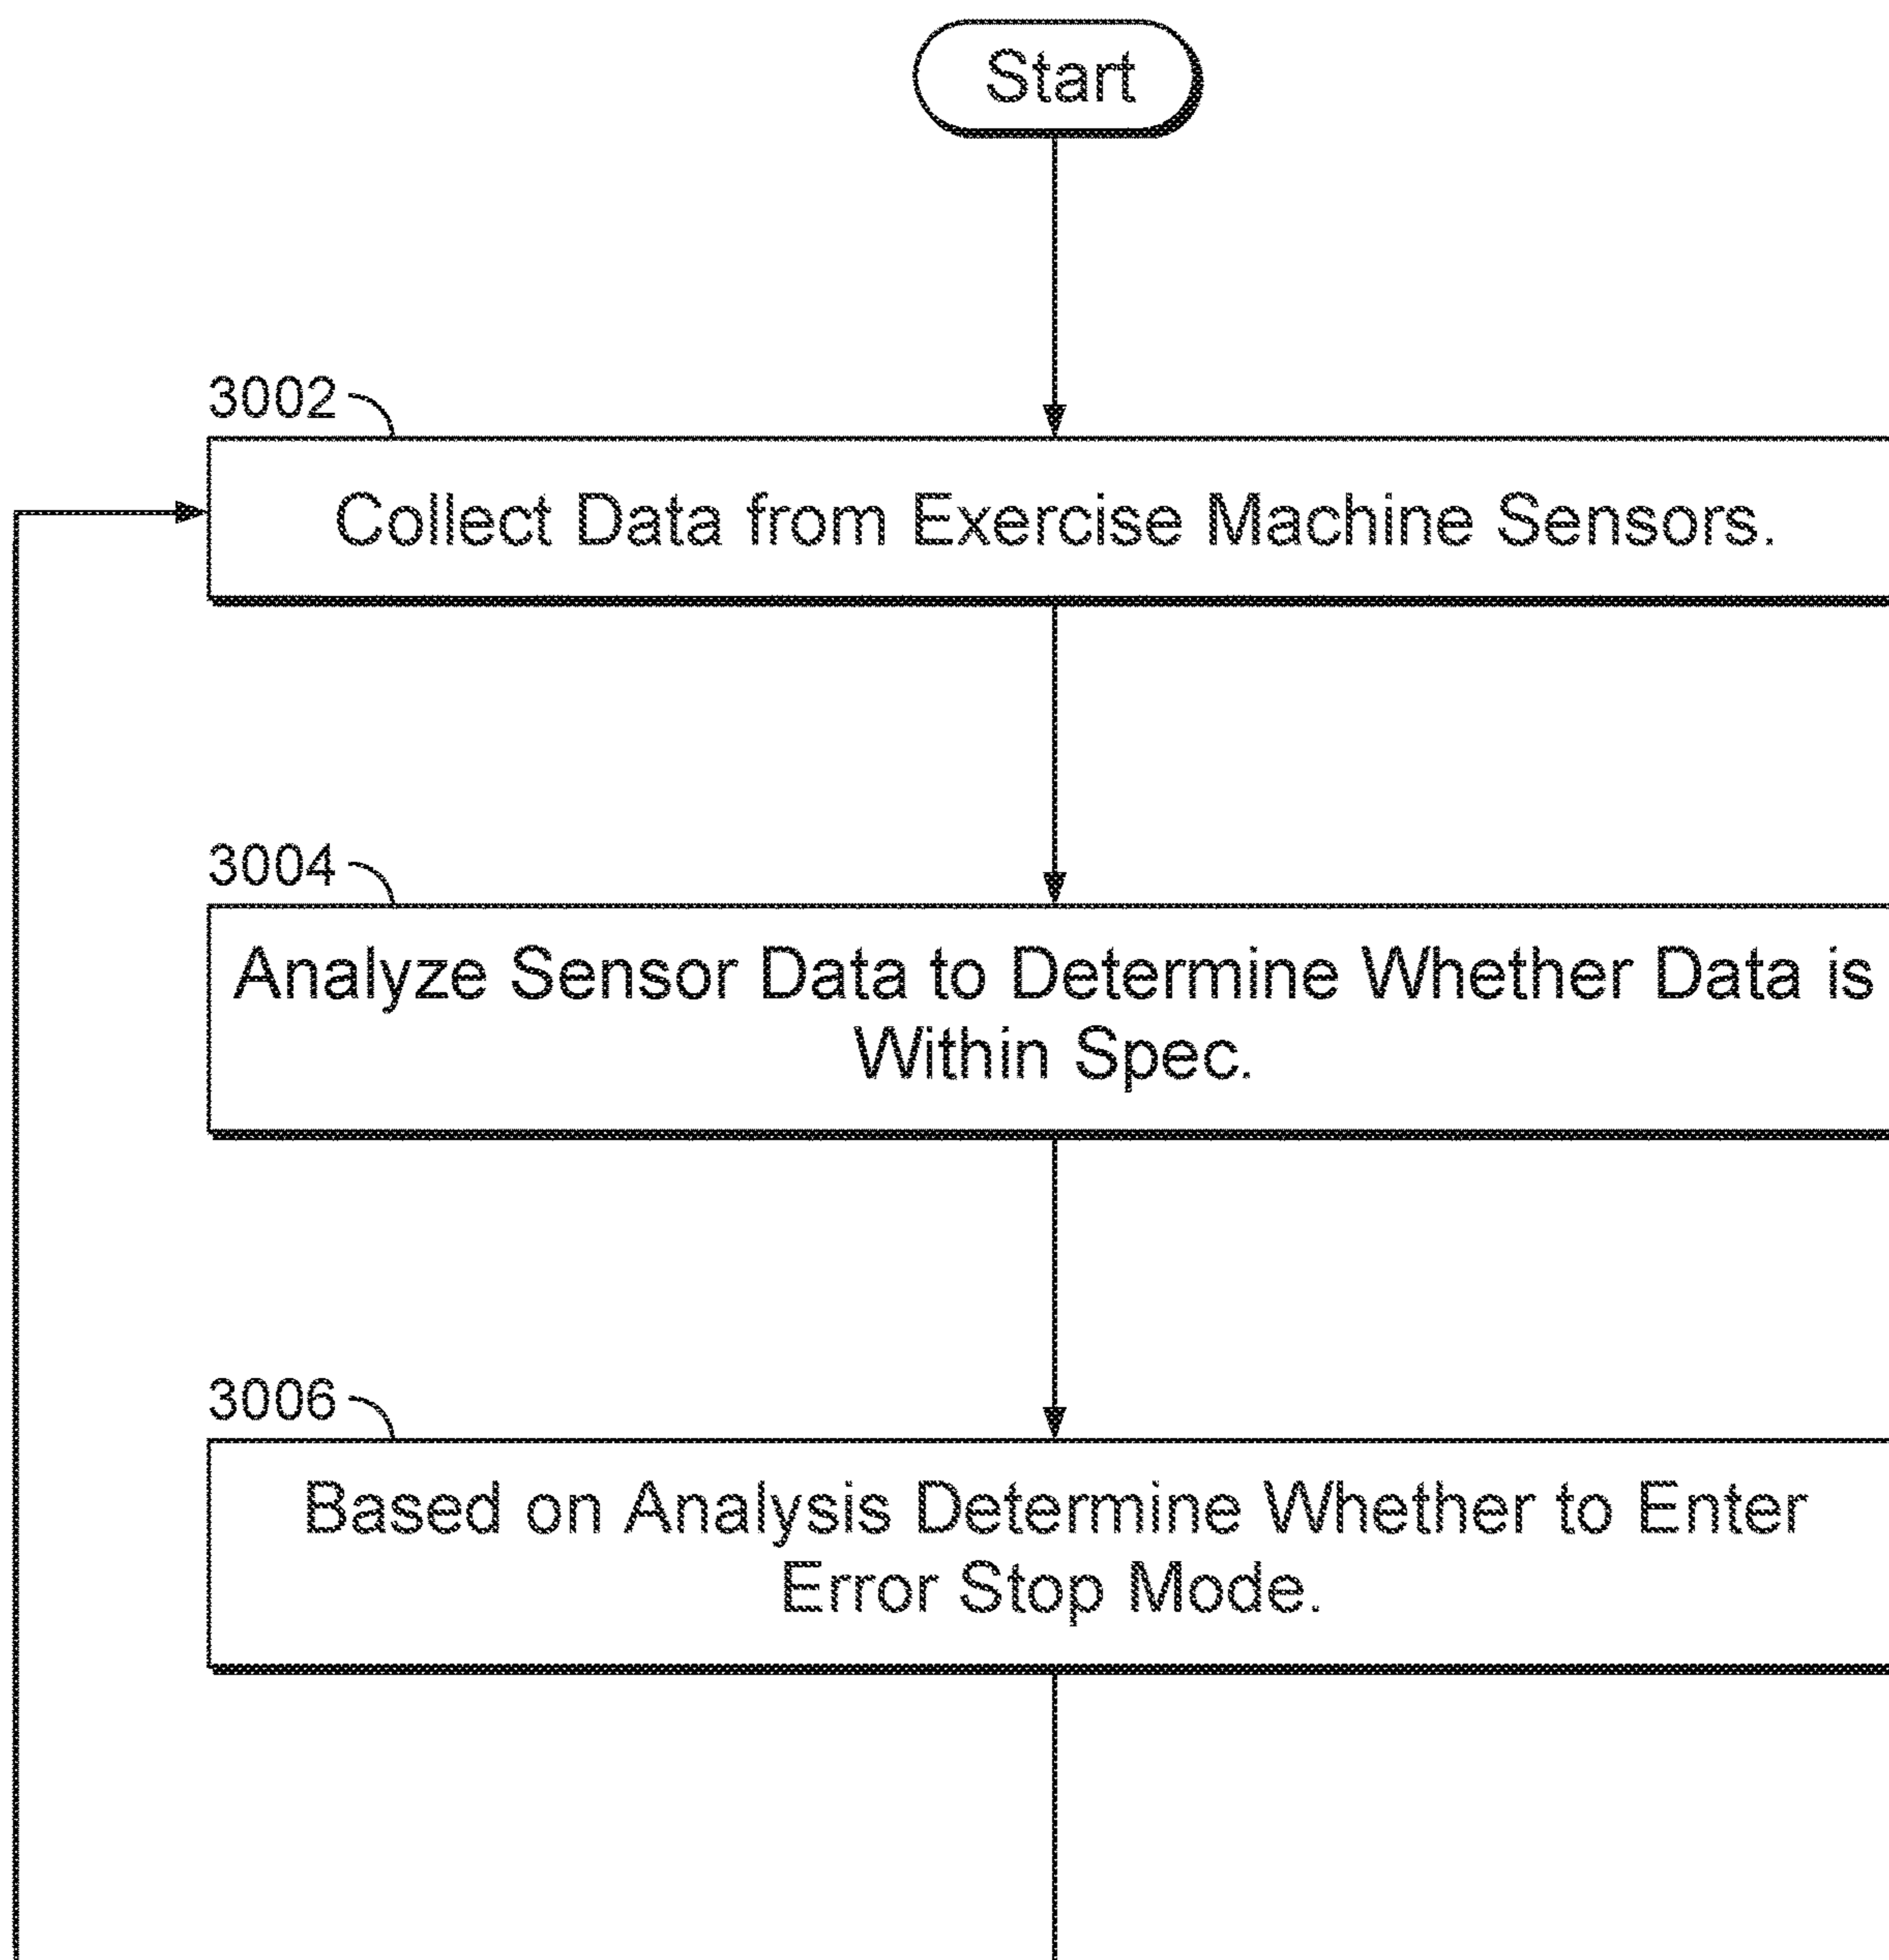 Start
3002
Collect Data from Exercise Machine Sensors.
3004
Analyze Sensor Data to Determine Whether Data is
Within Spec.
3006
Based on Analysis Determine Whether to Enter
Error Stop Mode.